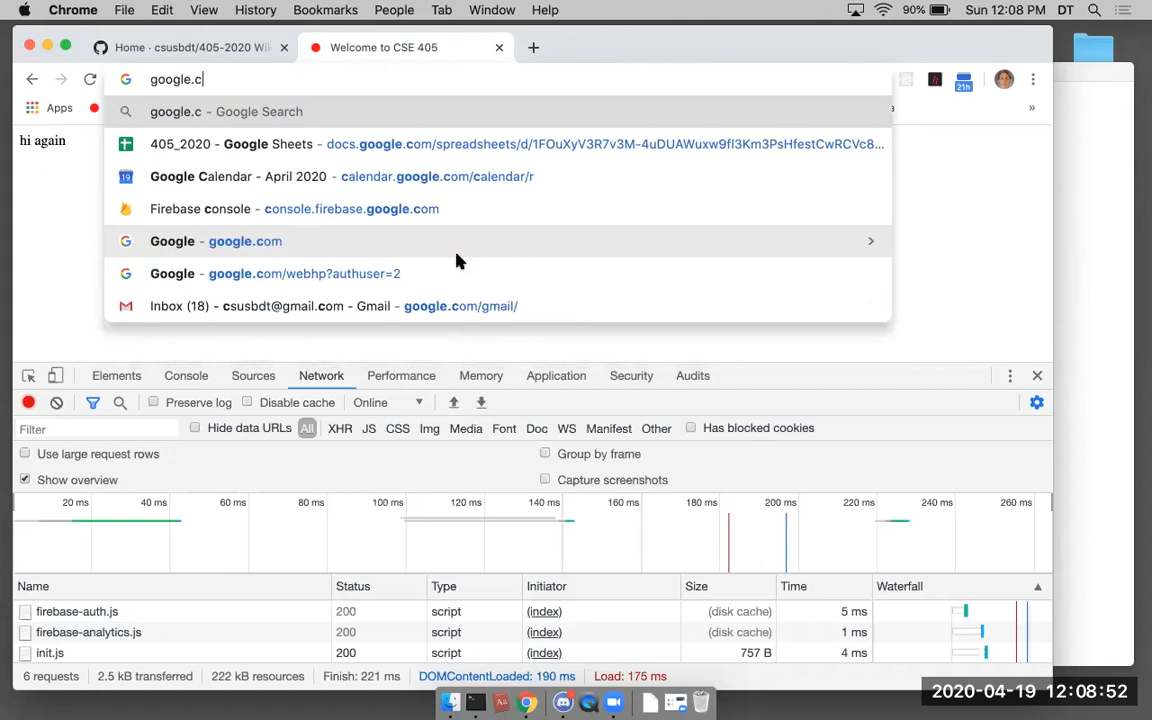 Chrome File Edit View History Bookmarks People Tab Window Help 90% Sun 12:08 PM DT
Home · csusbdt/405-2020 Wi Welcome to CSE 405
google.c 21h
Apps »
google.c - Google Search
hi again
405_2020 - Google Sheets - docs.google.com/spreadsheets/d/1FOuXyV3R7v3M-4uDUAWuxw9fI3Km3PsHfestCwRCVc8...
19 Google Calendar - April 2020 - calendar.google.com/calendar/r
Firebase console - console.firebase.google.com
Google - google.com
Google - google.com/webhp?authuser=2
Inbox (18) - csusbdt@gmail.com - Gmail - google.com/gmail/
Elements Console Sources Network Performance Memory Application Security Audits
Preserve log Disable cache Online
Filter Hide data URLs All XHR JS CSS Img Media Font Doc WS Manifest Other Has blocked cookies
Use large request rows Group by frame
Show overview Capture screenshots
20 ms 40 ms 60 ms 80 ms 100 ms 120 ms 140 ms 160 ms 180 ms 200 ms 220 ms 240 ms 260 ms
Name Status Type Initiator Size Time Waterfall
firebase-auth.js 200 script (index) (disk cache) 5 ms
firebase-analytics.js 200 script (index) (disk cache) 1 ms
init.js 200 script (index) 757 B 4 ms
6 requests 2.5 kB transferred 222 kB resources Finish: 221 ms DOMContentLoaded: 190 ms Load: 175 ms
2020-04-19 12:08:52